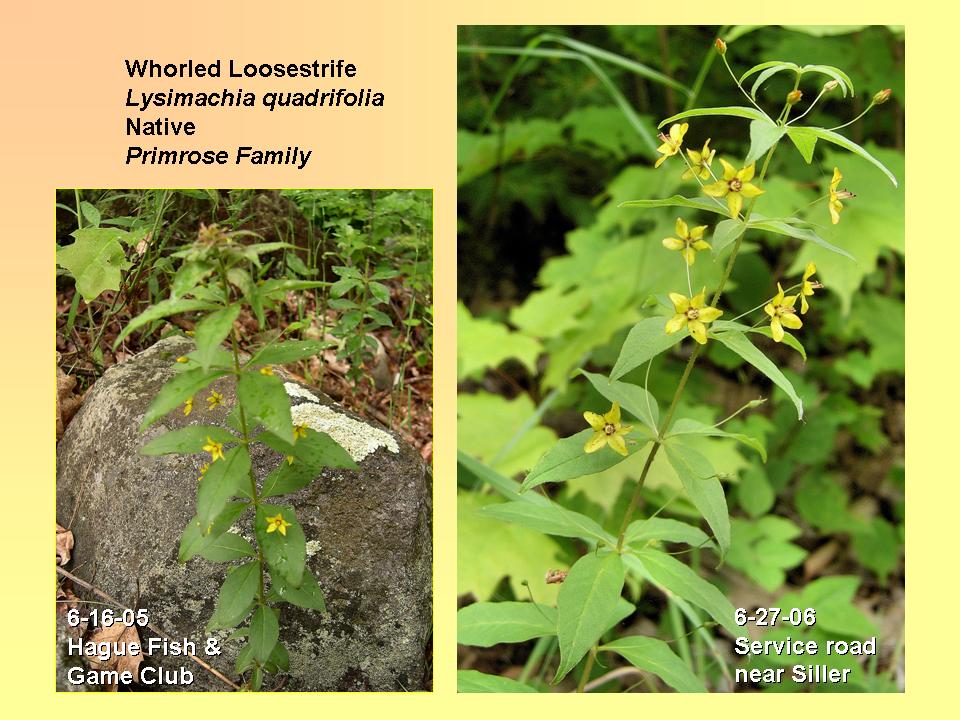 Whorled Loosestrife
Lysimachia quadrifolia
Native
Primrose Family
6-16-05
Hague Fish &
Game Club
6-27-06
Service road
near Siller